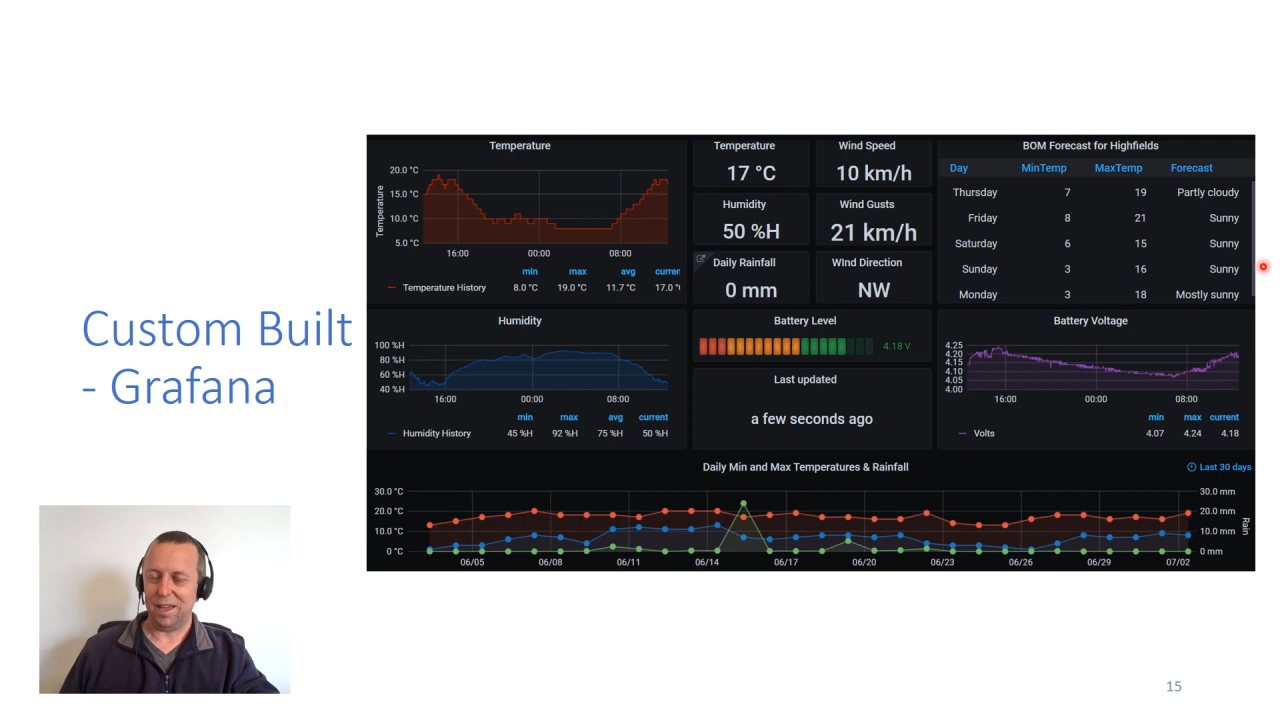 Custom Built
- Grafana
Temperature
Temperature
20.0 °C
15.0 °C
10.0 °C
5.0 °C
16:00 00:00 08:00
min max avg curren
Temperature History 8.0 °C 19.0 °C 11.7 °C 17.0 °
Temperature
17 °C
Wind Speed
10 km/h
Humidity
50 %H
Wind Gusts
21 km/h
Daily Rainfall
0 mm
WInd Direction
NW
BOM Forecast for Highfields
Day MinTemp MaxTemp Forecast
Thursday 7 19 Partly cloudy
Friday 8 21 Sunny
Saturday 6 15 Sunny
Sunday 3 16 Sunny
Monday 3 18 Mostly sunny
Humidity
100 %H
80 %H
60 %H
40 %H
16:00 00:00 08:00
min max avg current
Humidity History 45 %H 92 %H 75 %H 50 %H
Battery Level
4.18 V
Last updated
a few seconds ago
Battery Voltage
4.25
4.20
4.15
4.10
4.05
4.00
16:00 00:00 08:00
min max current
Volts 4.07 4.24 4.18
Daily Min and Max Temperatures & Rainfall
Last 30 days
30.0 °C 30.0 mm
20.0 °C 20.0 mm
10.0 °C 10.0 mm
0 °C 0 mm
Rain
06/05 06/08 06/11 06/14 06/17 06/20 06/23 06/26 06/29 07/02
15